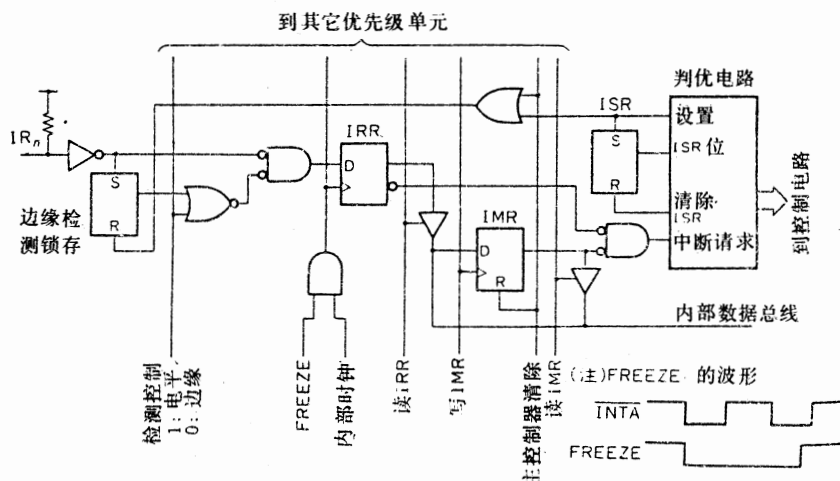 到其它优先级单元
判优电路
ISR
设置
IRR
IRn
S
ISR位
S
D
R
清除
ISR
R
IMR
边缘检
测锁存
中断请求
到控制电路
D
R
内部数据总线
检测控制
1:电平
0:边缘
FREEZE
内部时钟
读iRR
写IMR
主控制器清除
读iMR
(注)FREEZE 的波形
INTA
FREEZE